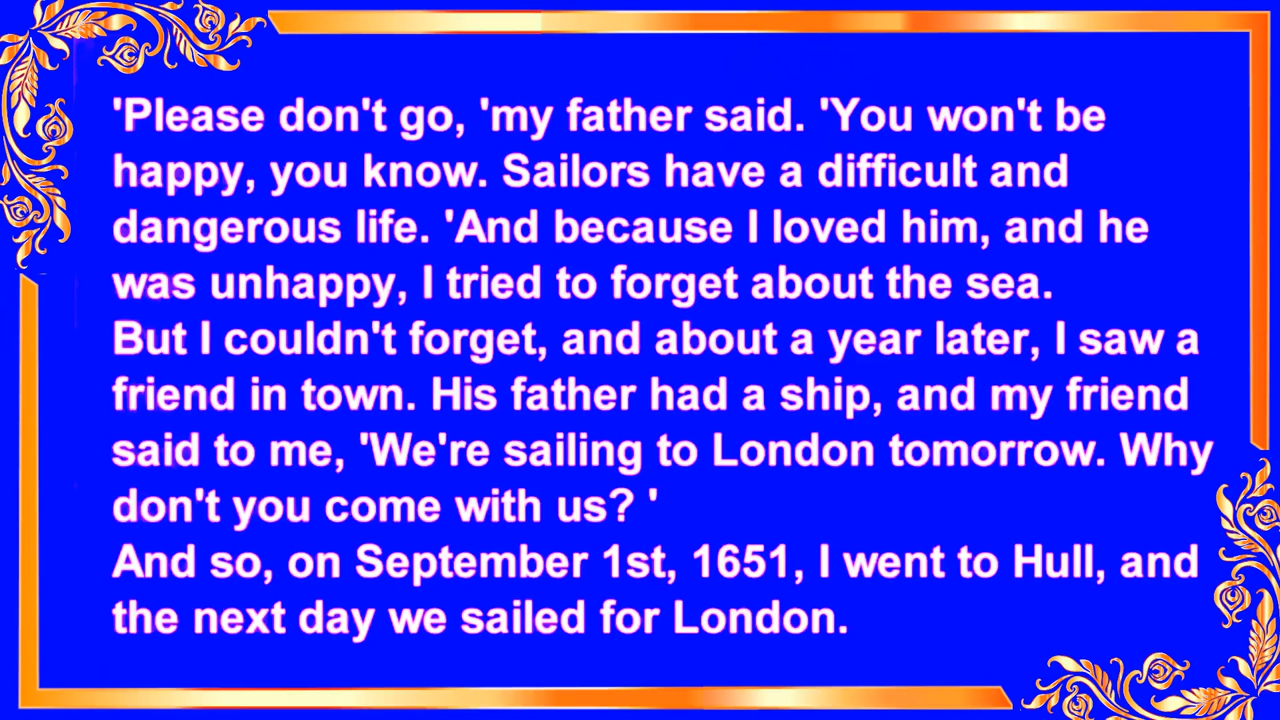 'Please don't go, 'my father said. 'You won't be
happy, you know. Sailors have a difficult and
dangerous life. 'And because I loved him, and he
was unhappy, I tried to forget about the sea.
But I couldn't forget, and about a year later, I saw a
friend in town. His father had a ship, and my friend
said to me, 'We're sailing to London tomorrow. Why
don't you come with us? '
And so, on September 1st, 1651, I went to Hull, and
the next day we sailed for London.